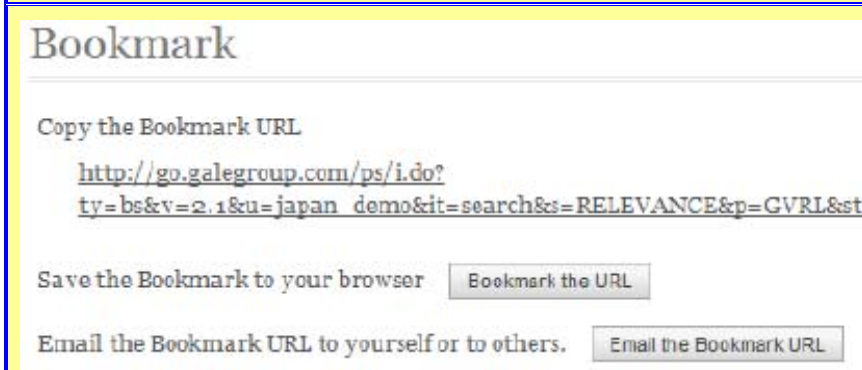 Bookmark
Copy the Bookmark URL
http://go.galegroup.com/ps/i.do?
ty=bs&v=2.1&u=japan_demo&it=search&s=RELEVANCE&p=GVRL&st
Save the Bookmark to your browser Bookmark the URL
Email the Bookmark URL to yourself or to others. Email the Bookmark URL